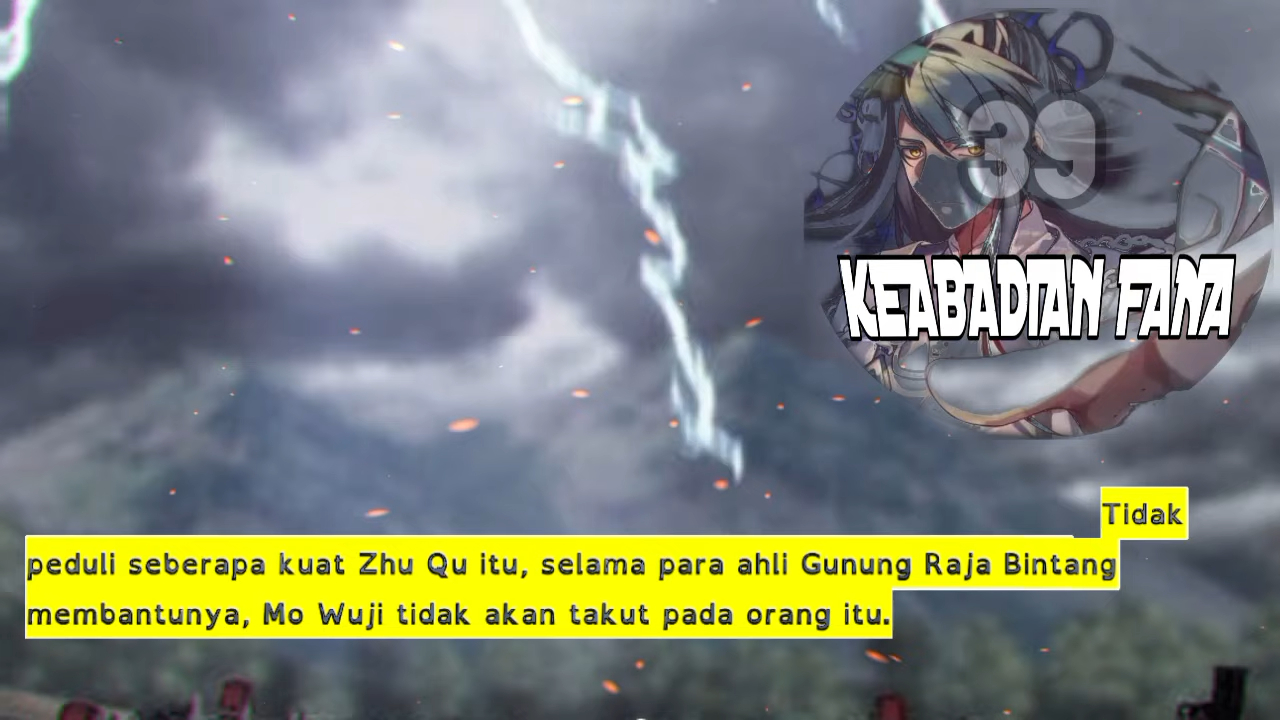 39
KEABADIAN FANA
Tidak
peduli seberapa kuat Zhu Qu itu, selama para ahli Gunung Raja Bintang
membantunya, Mo Wuji tidak akan takut pada orang itu.